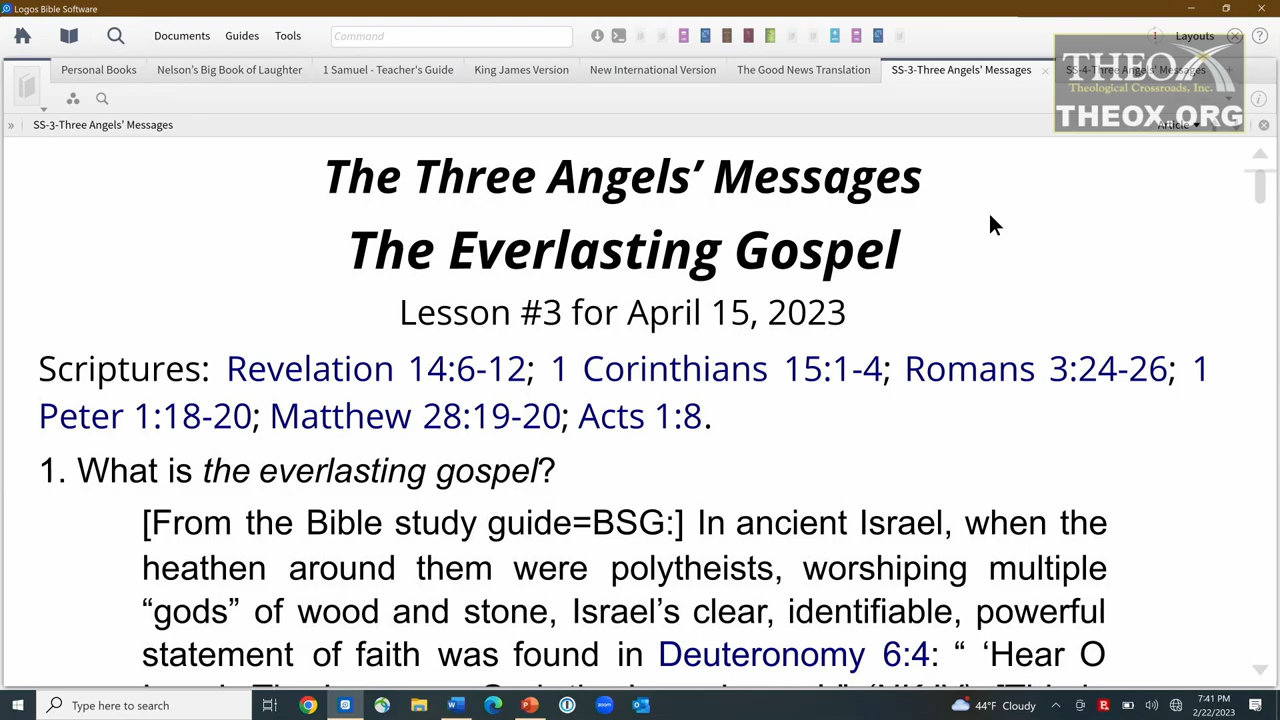 Logos Bible Software
Documents Guides Tools Command Layouts
Personal Books Nelson's Big Book of Laughter 1 Samuel King James Version New International Version The Good News Translation SS-3-Three Angels' Messages SS-4-Three Angels' Messages
THEOX
Theological Crossroads, Inc.
THEOX.ORG
SS-3-Three Angels' Messages Article
The Three Angels’ Messages
The Everlasting Gospel
Lesson #3 for April 15, 2023
Scriptures: Revelation 14:6-12; 1 Corinthians 15:1-4; Romans 3:24-26; 1
Peter 1:18-20; Matthew 28:19-20; Acts 1:8.
1. What is the everlasting gospel?
[From the Bible study guide=BSG:] In ancient Israel, when the
heathen around them were polytheists, worshiping multiple
“gods” of wood and stone, Israel’s clear, identifiable, powerful
statement of faith was found in Deuteronomy 6:4: “ ‘Hear O
Type here to search 44°F Cloudy 7:41 PM
2/22/2023